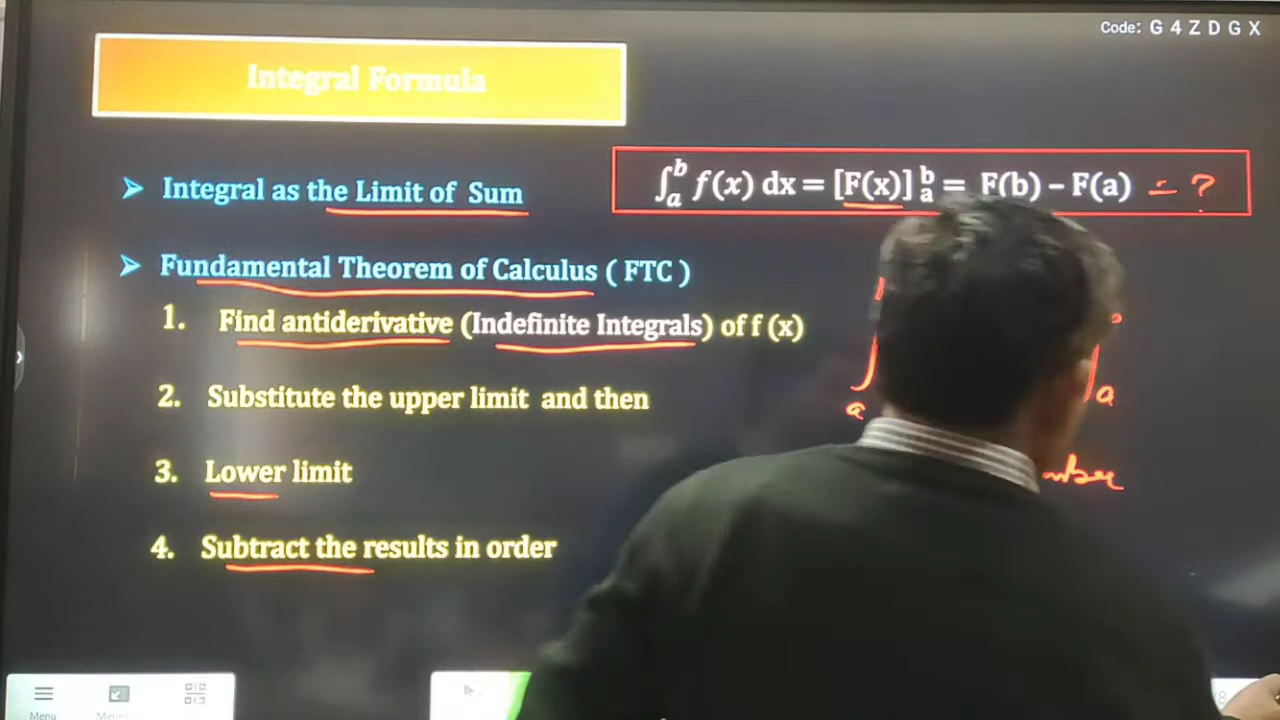 Code: G 4 Z D G X
Integral Formula
➤ Integral as the Limit of Sum
∫ₐᵇ f(x) dx = [F(x)]ₐᵇ = F(b) – F(a) = ?
➤ Fundamental Theorem of Calculus ( FTC )
1. Find antiderivative (Indefinite Integrals) of f (x)
2. Substitute the upper limit and then
a
a
3. Lower limit
4. Subtract the results in order
Menu
8